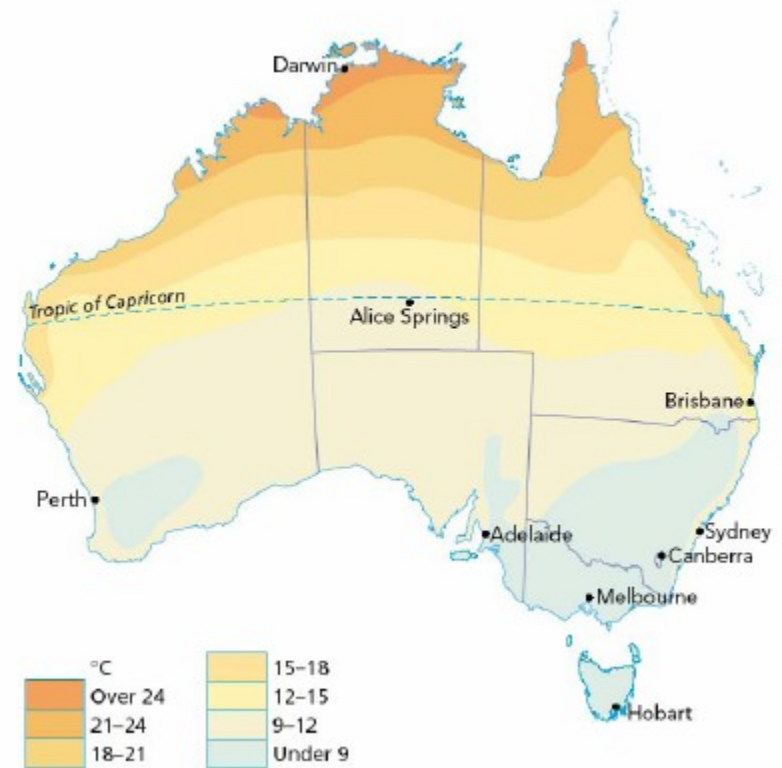 Darwin
Tropic of Capricorn
Alice Springs
Brisbane
Perth
Adelaide
Sydney
Canberra
Melbourne
Hobart
°C
Over 24
21–24
18–21
15–18
12–15
9–12
Under 9